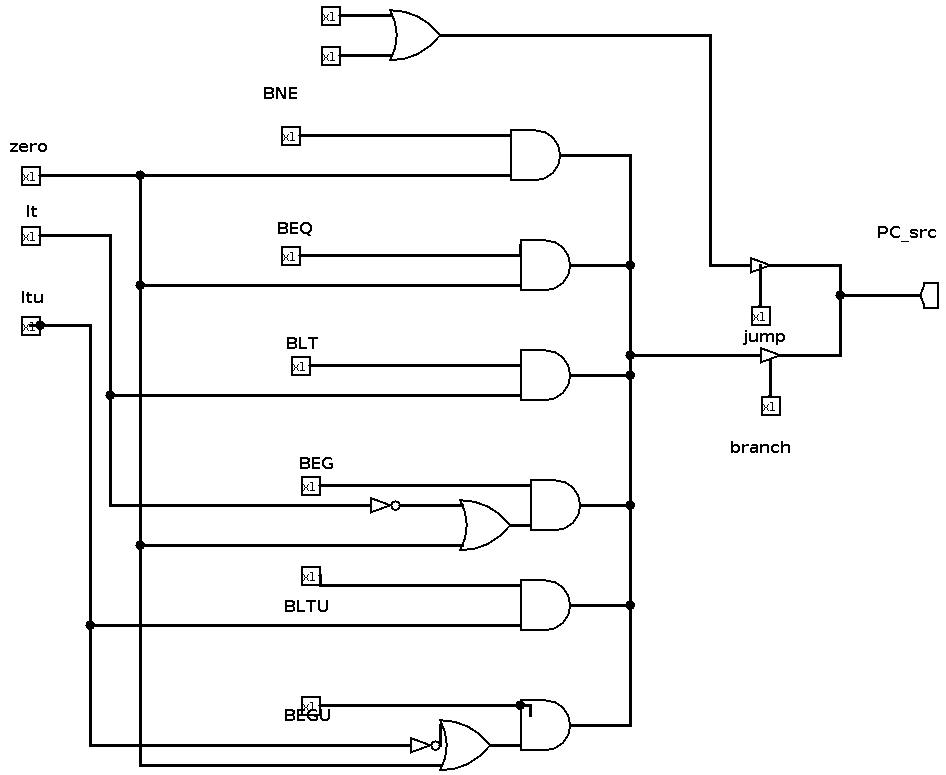 x1
x1
BNE
x1
zero
x1
lt
x1
BEQ
x1
PC_src
ltu
x1
x1
jump
BLT
x1
x1
branch
BEG
x1
x1
BLTU
x1
BEGU